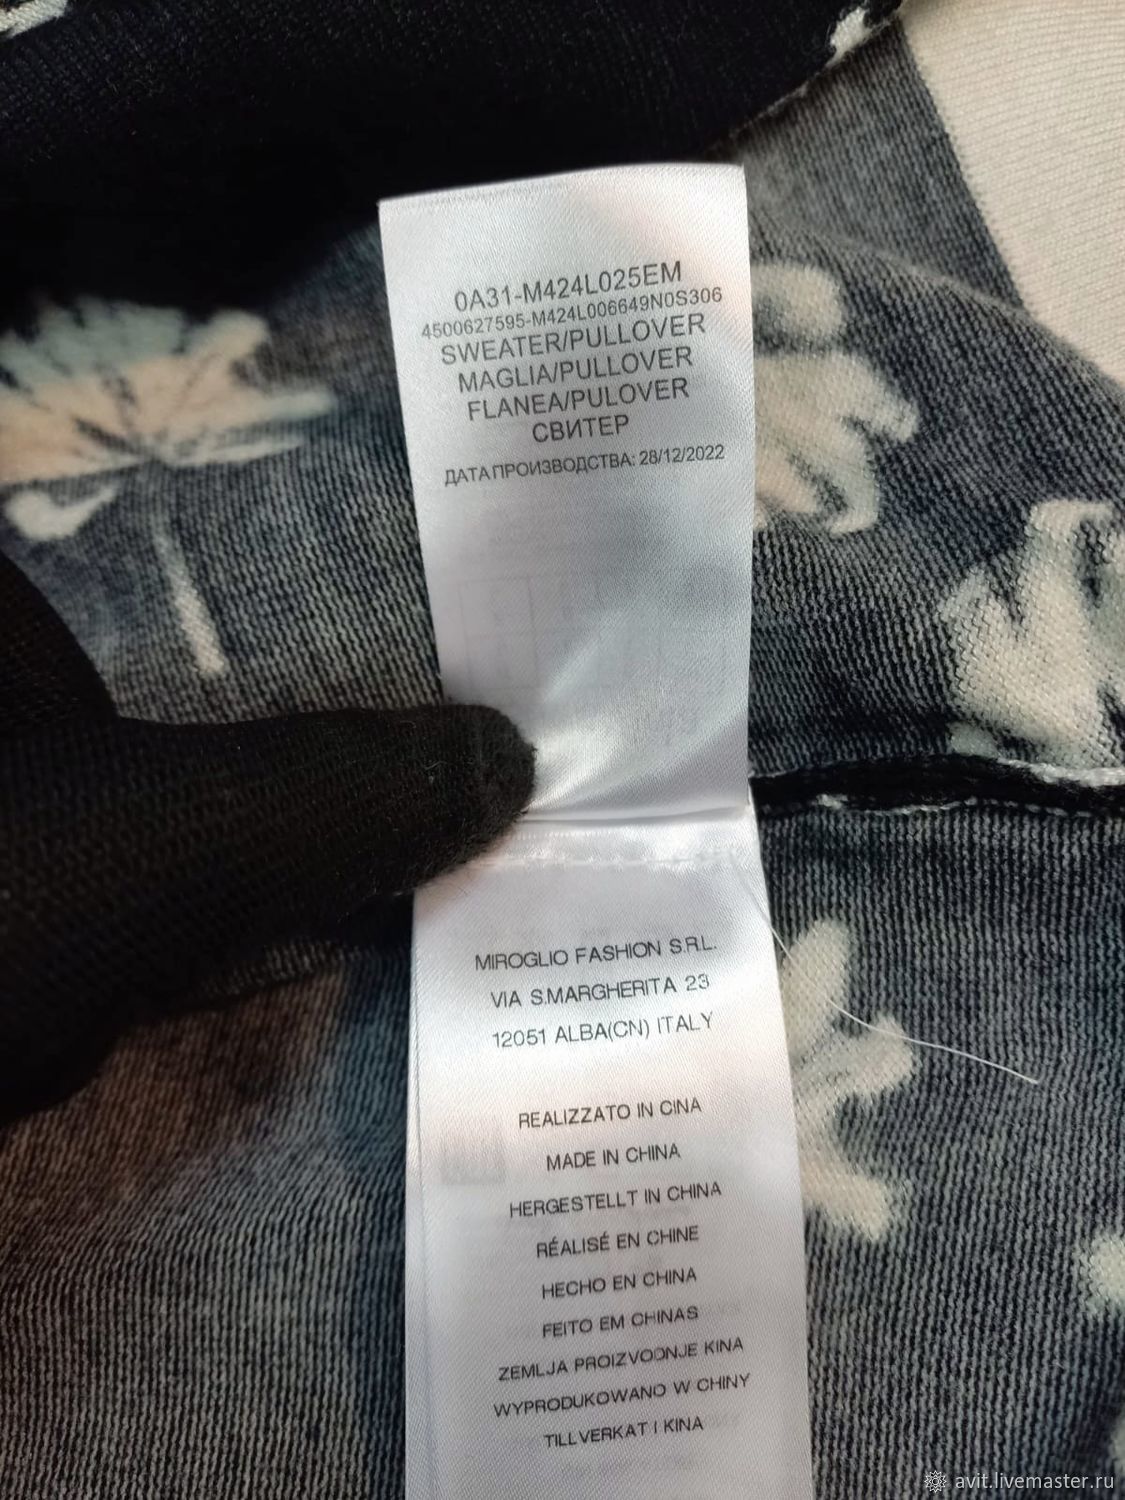 0A31-M424L025EM
4500627595-M424L006649N0S306
SWEATER/PULLOVER
MAGLIA/PULLOVER
FLANEA/PULOVER
СВИТЕР
ДАТА ПРОИЗВОДСТВА: 28/12/2022
MIROGLIO FASHION S.R.L.
VIA S.MARGHERITA 23
12051 ALBA(CN) ITALY
REALIZZATO IN CINA
MADE IN CHINA
HERGESTELLT IN CHINA
RÉALISÉ EN CHINE
HECHO EN CHINA
FEITO EM CHINAS
ZEMLJA PROIZVODNJE KINA
WYPRODUKOWANO W CHINY
TILLVERKAT I KINA
avit.livemaster.ru